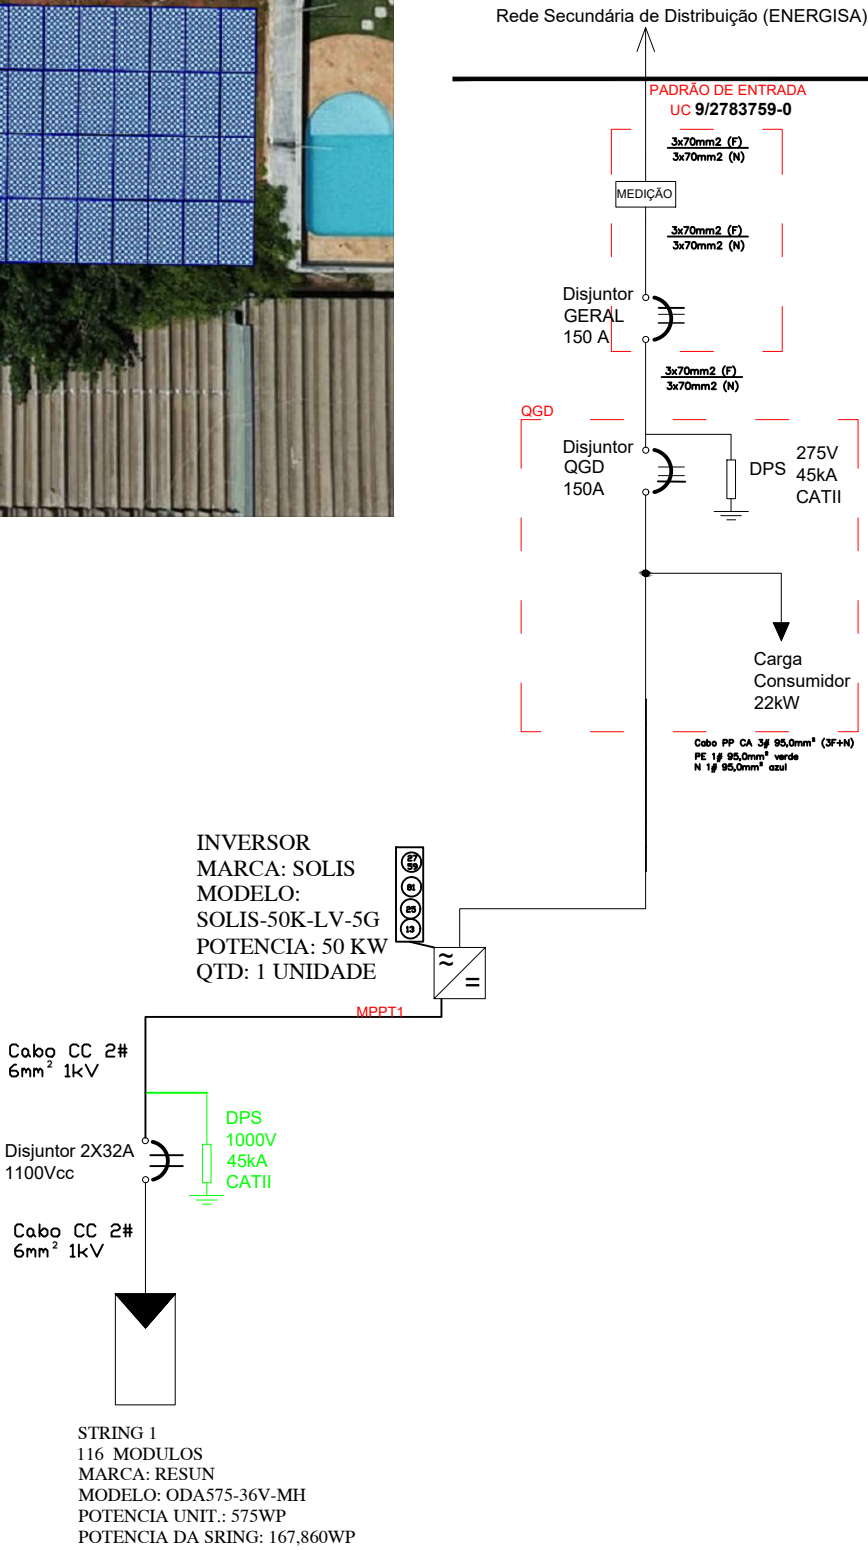 Rede Secundária de Distribuição (ENERGISA)
PADRÃO DE ENTRADA
UC 9/2783759-0
3x70mm2 (F)
3x70mm2 (N)
MEDIÇÃO
3x70mm2 (F)
3x70mm2 (N)
Disjuntor
GERAL
150 A
3x70mm2 (F)
3x70mm2 (N)
QGD
Disjuntor
QGD
150A
DPS
275V
45kA
CATII
Carga
Consumidor
22kW
Cabo PP CA 3# 95,0mm² (3F+N)
PE 1# 95,0mm² verde
N 1# 95,0mm² azul
INVERSOR
MARCA: SOLIS
MODELO:
SOLIS-50K-LV-5G
POTENCIA: 50 KW
QTD: 1 UNIDADE
27
59
81
25
13
MPPT1
Cabo CC 2#
6mm² 1kV
DPS
1000V
45kA
CATII
Disjuntor 2X32A
1100Vcc
Cabo CC 2#
6mm² 1kV
STRING 1
116 MODULOS
MARCA: RESUN
MODELO: ODA575-36V-MH
POTENCIA UNIT.: 575WP
POTENCIA DA SRING: 167,860WP